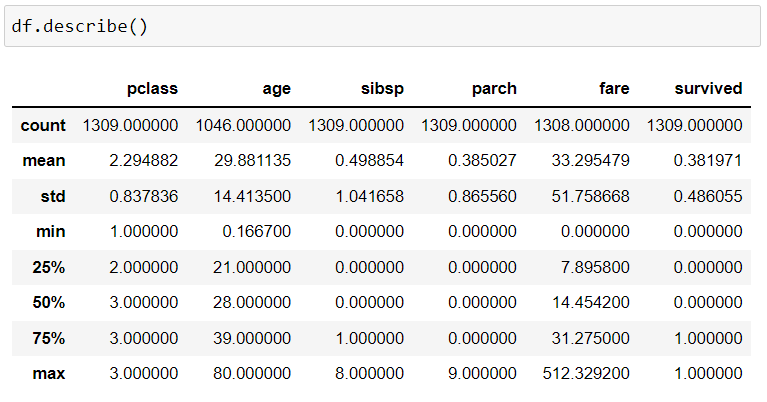 df.describe()
pclass age sibsp parch fare survived
count 1309.000000 1046.000000 1309.000000 1309.000000 1308.000000 1309.000000
mean 2.294882 29.881135 0.498854 0.385027 33.295479 0.381971
std 0.837836 14.413500 1.041658 0.865560 51.758668 0.486055
min 1.000000 0.166700 0.000000 0.000000 0.000000 0.000000
25% 2.000000 21.000000 0.000000 0.000000 7.895800 0.000000
50% 3.000000 28.000000 0.000000 0.000000 14.454200 0.000000
75% 3.000000 39.000000 1.000000 0.000000 31.275000 1.000000
max 3.000000 80.000000 8.000000 9.000000 512.329200 1.000000